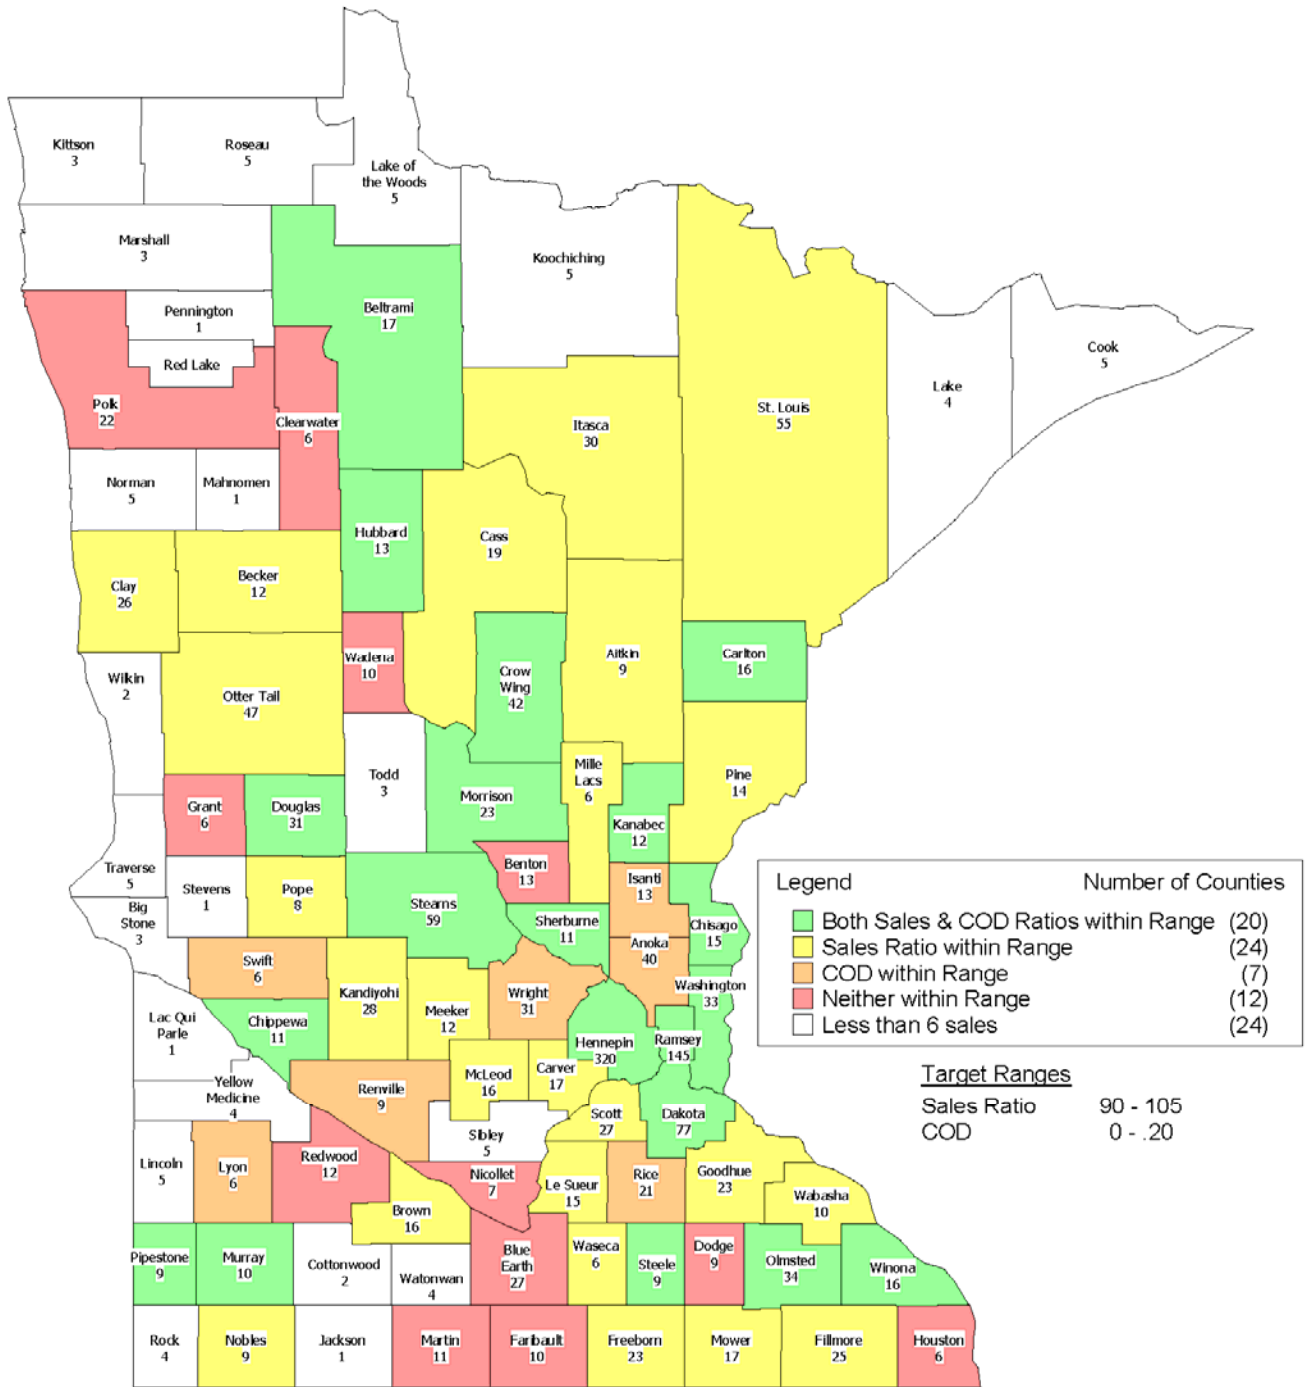 Kittson
3
Roseau
5
Lake of
the Woods
5
Marshall
3
Koochiching
5
Pennington
1
Red Lake
Beltrami
17
Polk
22
Clearwater
6
Itasca
30
St. Louis
55
Lake
4
Cook
5
Norman
5
Mahnomen
1
Hubbard
13
Cass
19
Clay
26
Becker
12
Wadena
10
Crow
Wing
42
Aitkin
9
Carlton
16
Wilkin
2
Otter Tail
47
Todd
3
Morrison
23
Mille
Lacs
6
Pine
14
Grant
6
Douglas
31
Kanabec
12
Traverse
5
Stevens
1
Pope
8
Stearns
59
Benton
13
Isanti
13
Big
Stone
3
Sherburne
11
Chisago
15
Swift
6
Anoka
40
Kandiyohi
28
Meeker
12
Wright
31
Washington
33
Lac Qui
Parle
1
Chippewa
11
Hennepin
320
Ramsey
145
Yellow
Medicine
4
Renville
9
McLeod
16
Carver
17
Scott
27
Dakota
77
Sibley
5
Lincoln
5
Lyon
6
Redwood
12
Nicollet
7
Le Sueur
15
Rice
21
Goodhue
23
Wabasha
10
Brown
16
Pipestone
9
Murray
10
Cottonwood
2
Watonwan
4
Blue
Earth
27
Waseca
6
Steele
9
Dodge
9
Olmsted
34
Winona
16
Rock
4
Nobles
9
Jackson
1
Martin
11
Faribault
10
Freeborn
23
Mower
17
Fillmore
25
Houston
6
Legend Number of Counties
Both Sales & COD Ratios within Range (20)
Sales Ratio within Range (24)
COD within Range (7)
Neither within Range (12)
Less than 6 sales (24)
Target Ranges
Sales Ratio 90 - 105
COD 0 - .20